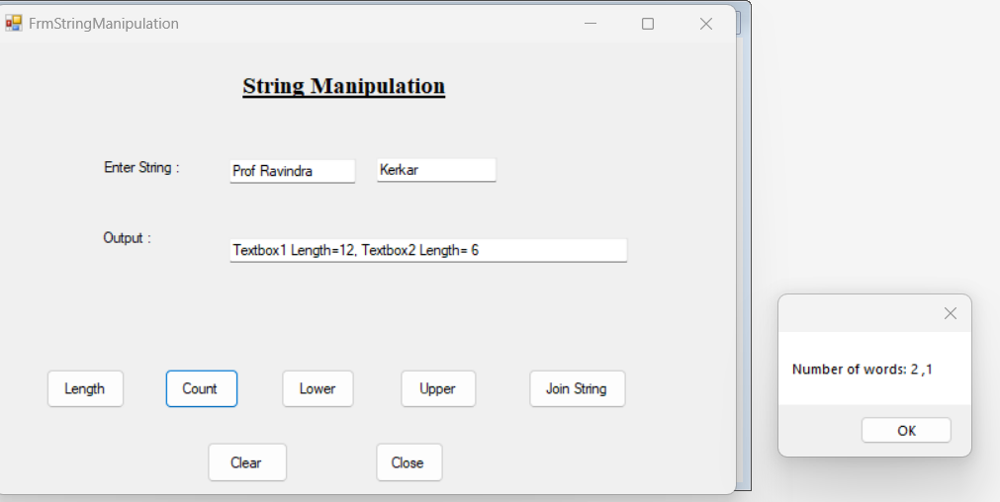 FrmStringManipulation
String Manipulation
Enter String :
Prof Ravindra
Kerkar
Output :
Textbox1 Length=12, Textbox2 Length= 6
Number of words: 2 ,1
OK
Length
Count
Lower
Upper
Join String
Clear
Close